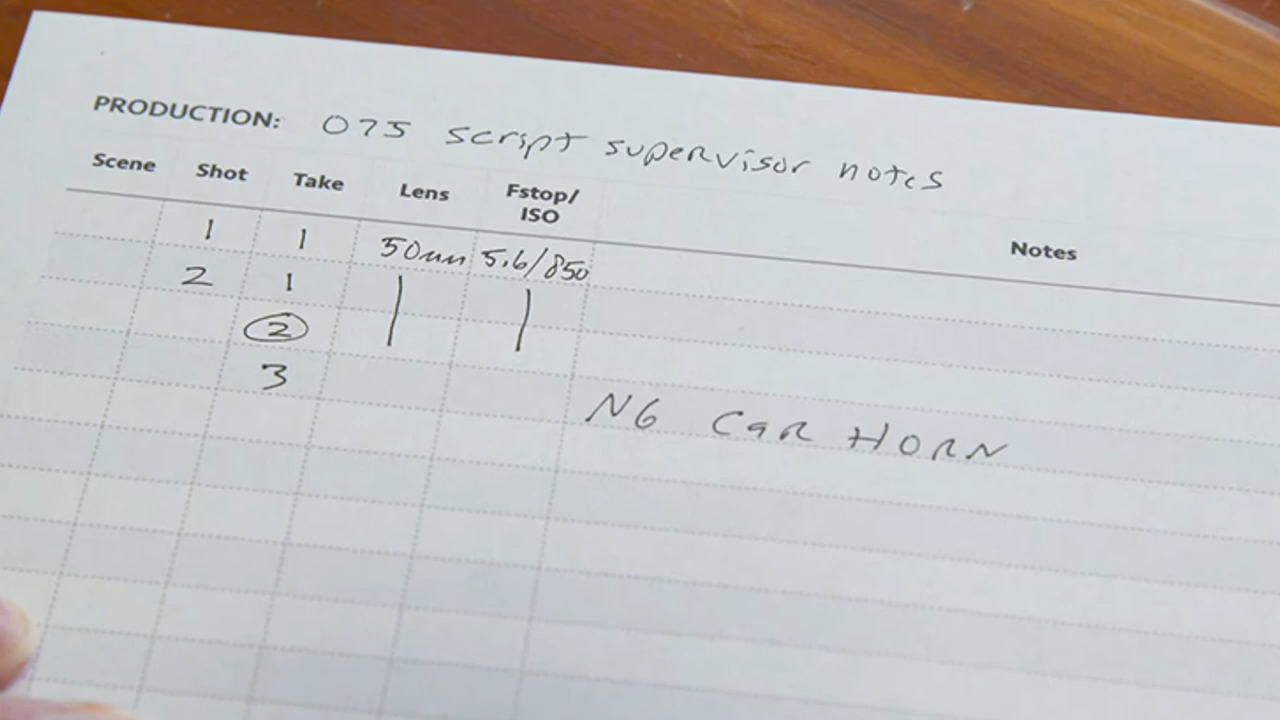 PRODUCTION: 075 script supervisor notes
Scene Shot Take Lens Fstop/ISO Notes
1 1 50mm 5.6/850
2 1
2
3 NG CaR HORN